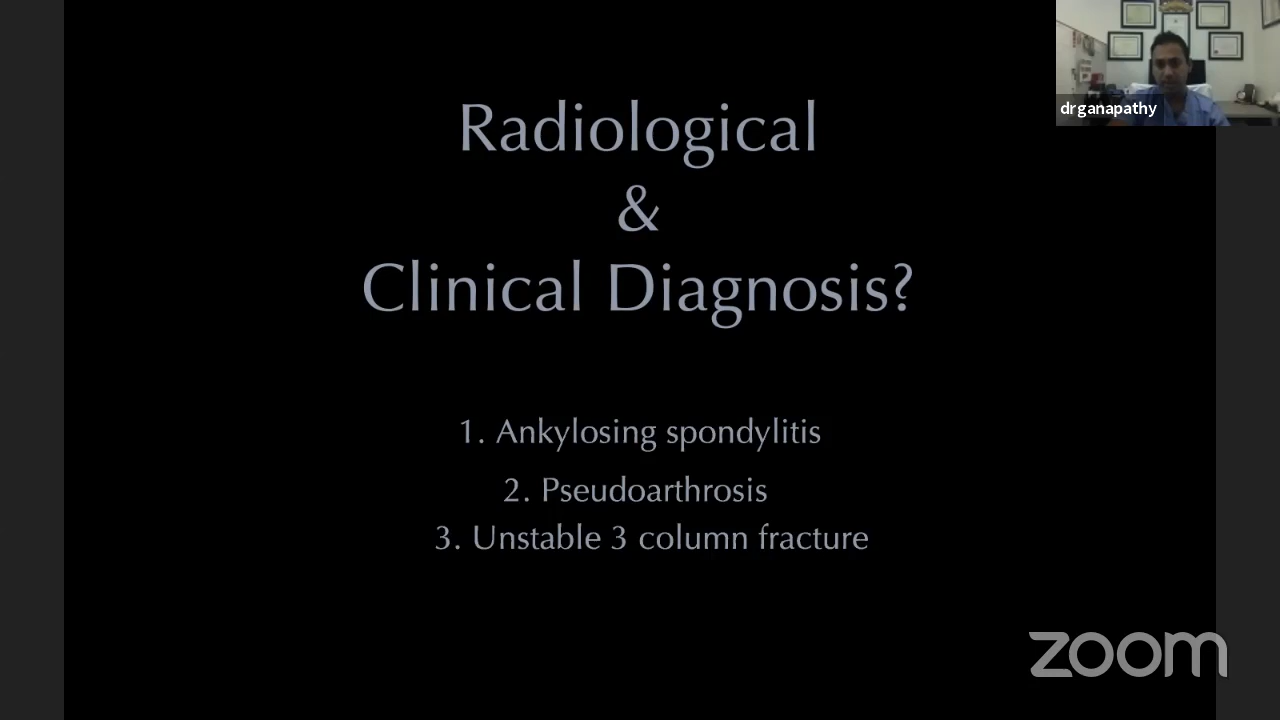 drganapathy
Radiological
&
Clinical Diagnosis?
1. Ankylosing spondylitis
2. Pseudoarthrosis
3. Unstable 3 column fracture
zoom